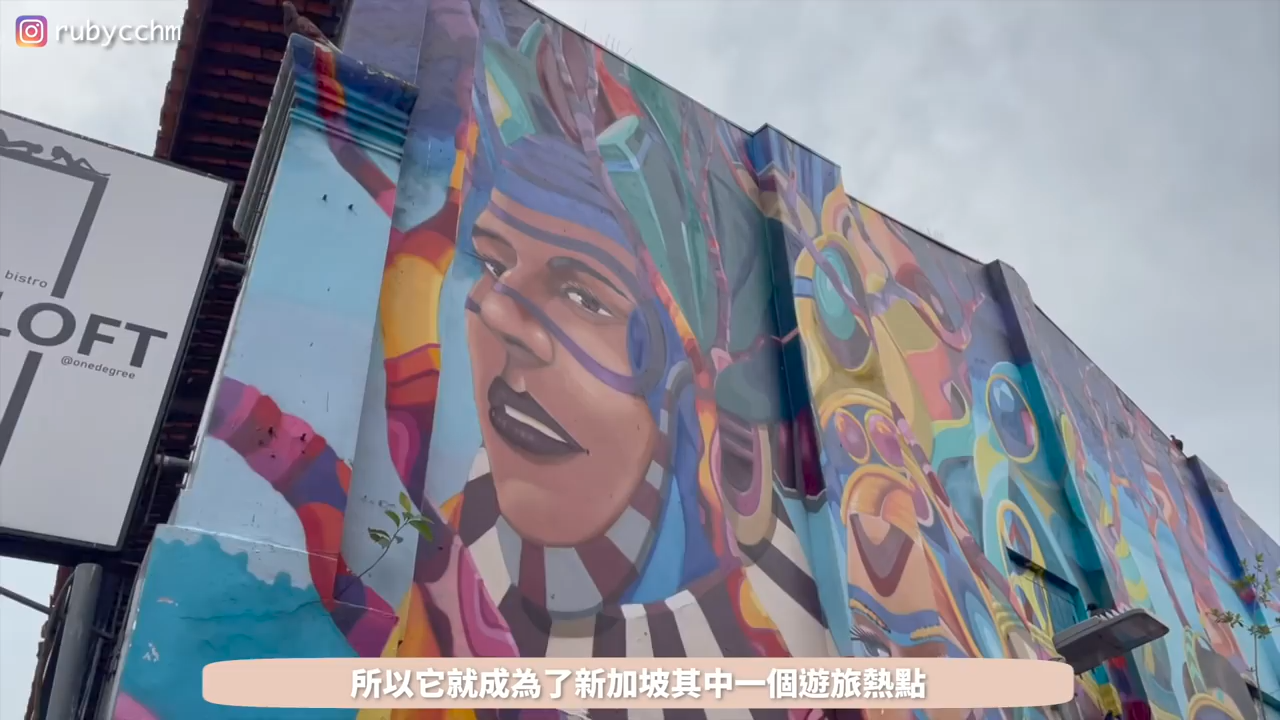 rubycchm
bistro
LOFT
@onedegree
所以它就成為了新加坡其中一個遊旅熱點